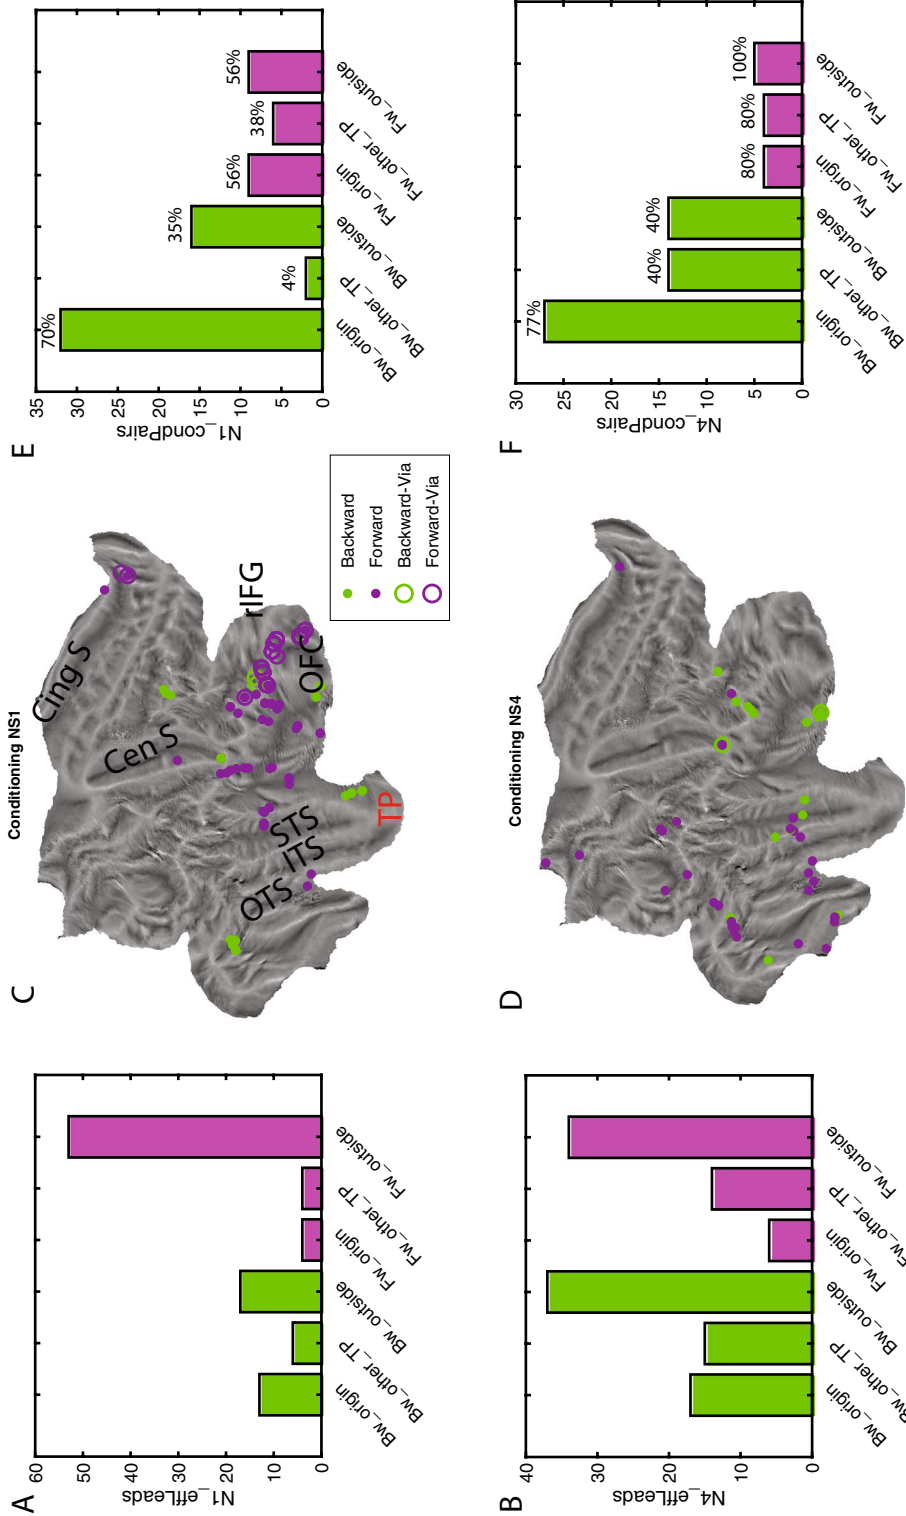 A
60
50
40
30
20
10
0
N1_effLeads
Bw_origin
Bw_other_TP
Bw_outside
Fw_origin
Fw_other_TP
Fw_outside
C
Conditioning NS1
Cing S
Cen S
rIFG
OFC
STS
ITS
OTS
TP
Backward
Forward
Backward-Via
Forward-Via
E
35
30
25
20
15
10
5
0
N1_condPairs
70%
4%
35%
56%
38%
56%
Bw_origin
Bw_other_TP
Bw_outside
Fw_origin
Fw_other_TP
Fw_outside
B
40
30
20
10
0
N4_effLeads
Bw_origin
Bw_other_TP
Bw_outside
Fw_origin
Fw_other_TP
Fw_outside
D
Conditioning NS4
F
30
25
20
15
10
5
0
N4_condPairs
77%
40%
40%
80%
80%
100%
Bw_origin
Bw_other_TP
Bw_outside
Fw_origin
Fw_other_TP
Fw_outside